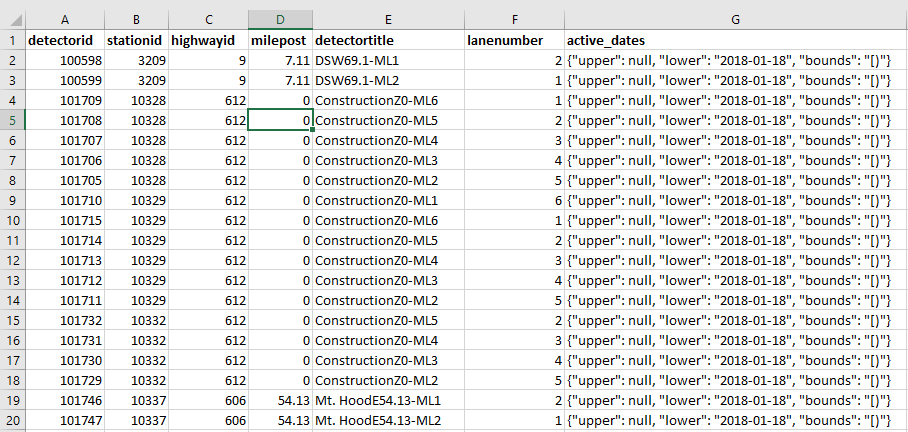 A B C D E F G
1 detectorid stationid highwayid milepost detectortitle lanenumber active_dates
2 100598 3209 9 7.11 DSW69.1-ML1 2 {"upper": null, "lower": "2018-01-18", "bounds": "[)"}
3 100599 3209 9 7.11 DSW69.1-ML2 1 {"upper": null, "lower": "2018-01-18", "bounds": "[)"}
4 101709 10328 612 0 ConstructionZ0-ML6 1 {"upper": null, "lower": "2018-01-18", "bounds": "[)"}
5 101708 10328 612 0 ConstructionZ0-ML5 2 {"upper": null, "lower": "2018-01-18", "bounds": "[)"}
6 101707 10328 612 0 ConstructionZ0-ML4 3 {"upper": null, "lower": "2018-01-18", "bounds": "[)"}
7 101706 10328 612 0 ConstructionZ0-ML3 4 {"upper": null, "lower": "2018-01-18", "bounds": "[)"}
8 101705 10328 612 0 ConstructionZ0-ML2 5 {"upper": null, "lower": "2018-01-18", "bounds": "[)"}
9 101710 10329 612 0 ConstructionZ0-ML1 6 {"upper": null, "lower": "2018-01-18", "bounds": "[)"}
10 101715 10329 612 0 ConstructionZ0-ML6 1 {"upper": null, "lower": "2018-01-18", "bounds": "[)"}
11 101714 10329 612 0 ConstructionZ0-ML5 2 {"upper": null, "lower": "2018-01-18", "bounds": "[)"}
12 101713 10329 612 0 ConstructionZ0-ML4 3 {"upper": null, "lower": "2018-01-18", "bounds": "[)"}
13 101712 10329 612 0 ConstructionZ0-ML3 4 {"upper": null, "lower": "2018-01-18", "bounds": "[)"}
14 101711 10329 612 0 ConstructionZ0-ML2 5 {"upper": null, "lower": "2018-01-18", "bounds": "[)"}
15 101732 10332 612 0 ConstructionZ0-ML5 2 {"upper": null, "lower": "2018-01-18", "bounds": "[)"}
16 101731 10332 612 0 ConstructionZ0-ML4 3 {"upper": null, "lower": "2018-01-18", "bounds": "[)"}
17 101730 10332 612 0 ConstructionZ0-ML3 4 {"upper": null, "lower": "2018-01-18", "bounds": "[)"}
18 101729 10332 612 0 ConstructionZ0-ML2 5 {"upper": null, "lower": "2018-01-18", "bounds": "[)"}
19 101746 10337 606 54.13 Mt. HoodE54.13-ML1 2 {"upper": null, "lower": "2018-01-18", "bounds": "[)"}
20 101747 10337 606 54.13 Mt. HoodE54.13-ML2 1 {"upper": null, "lower": "2018-01-18", "bounds": "[)"}